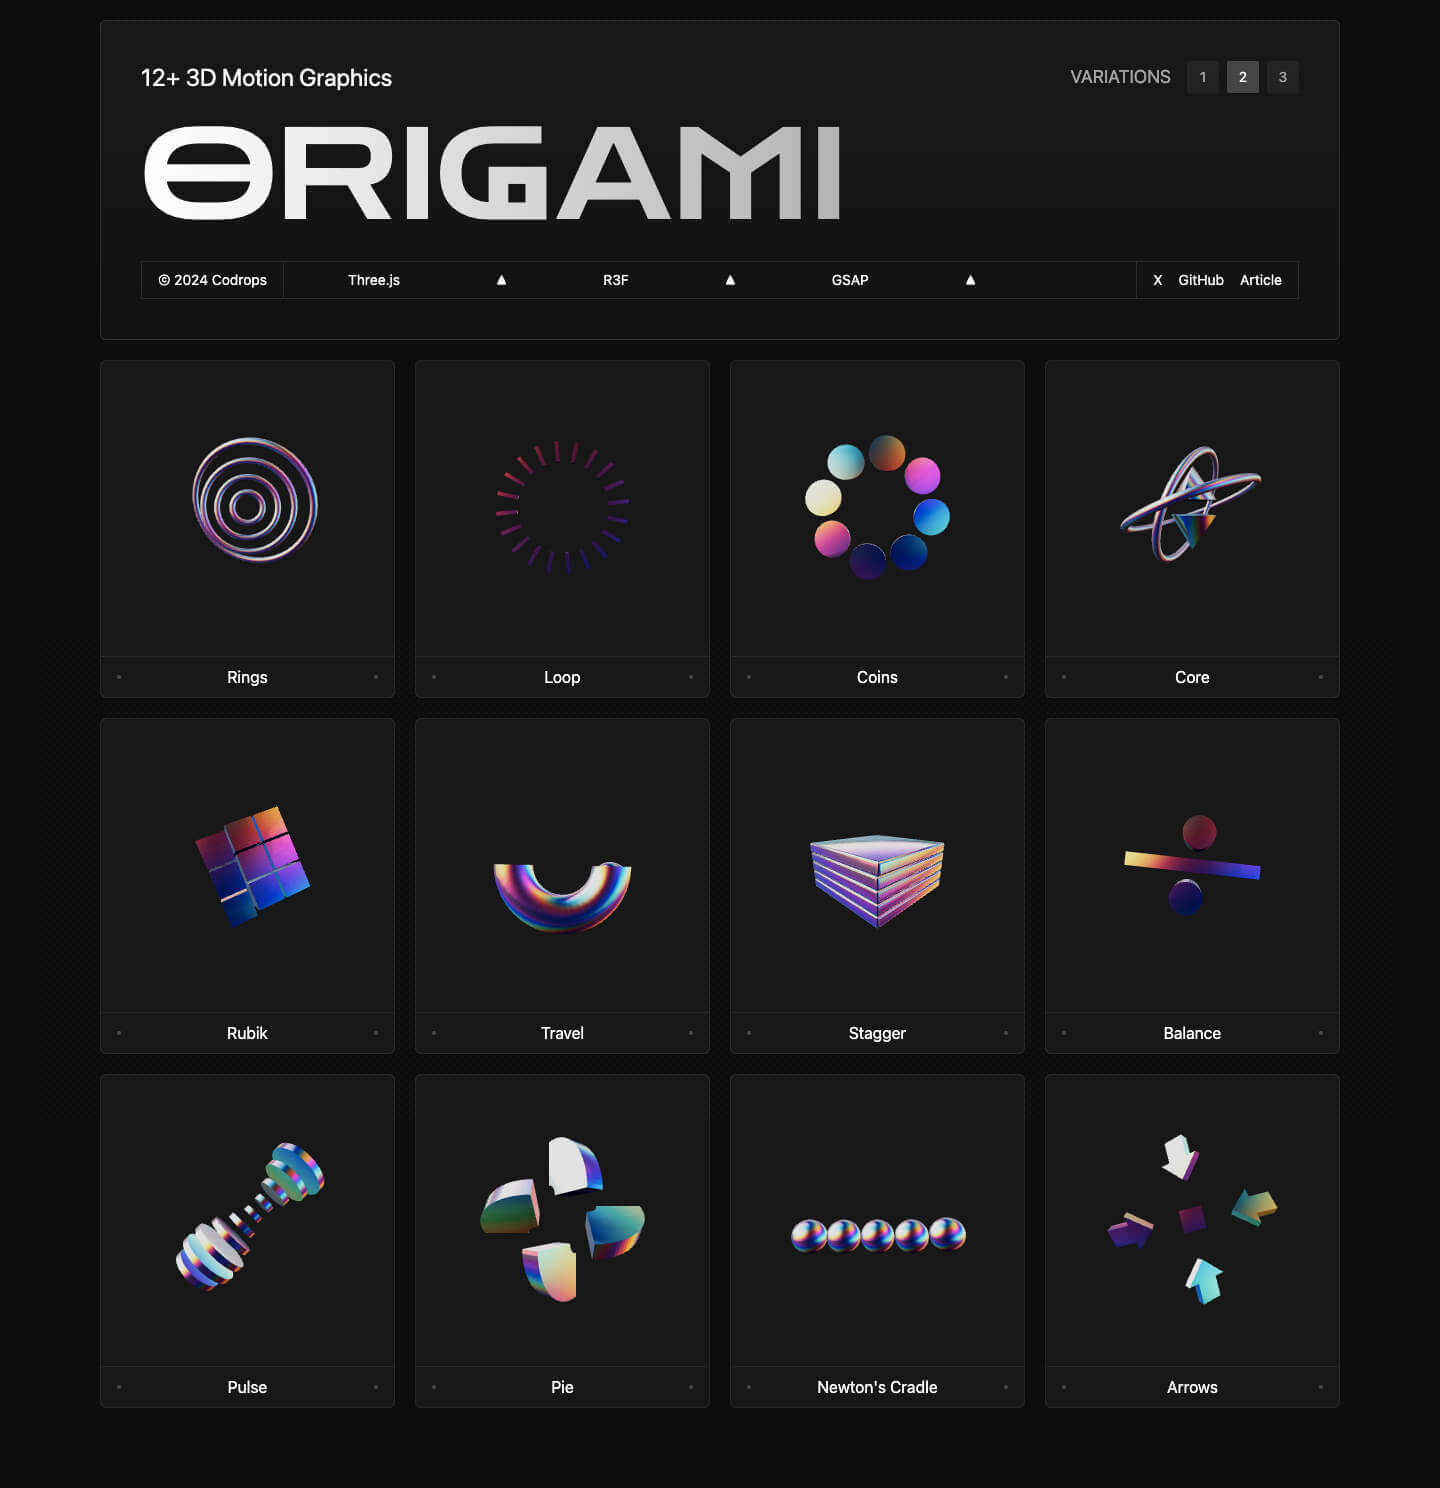 12+ 3D Motion Graphics
VARIATIONS 1 2 3
ORIGAMI
© 2024 Codrops Three.js R3F GSAP X GitHub Article
Rings Loop Coins Core
Rubik Travel Stagger Balance
Pulse Pie Newton's Cradle Arrows